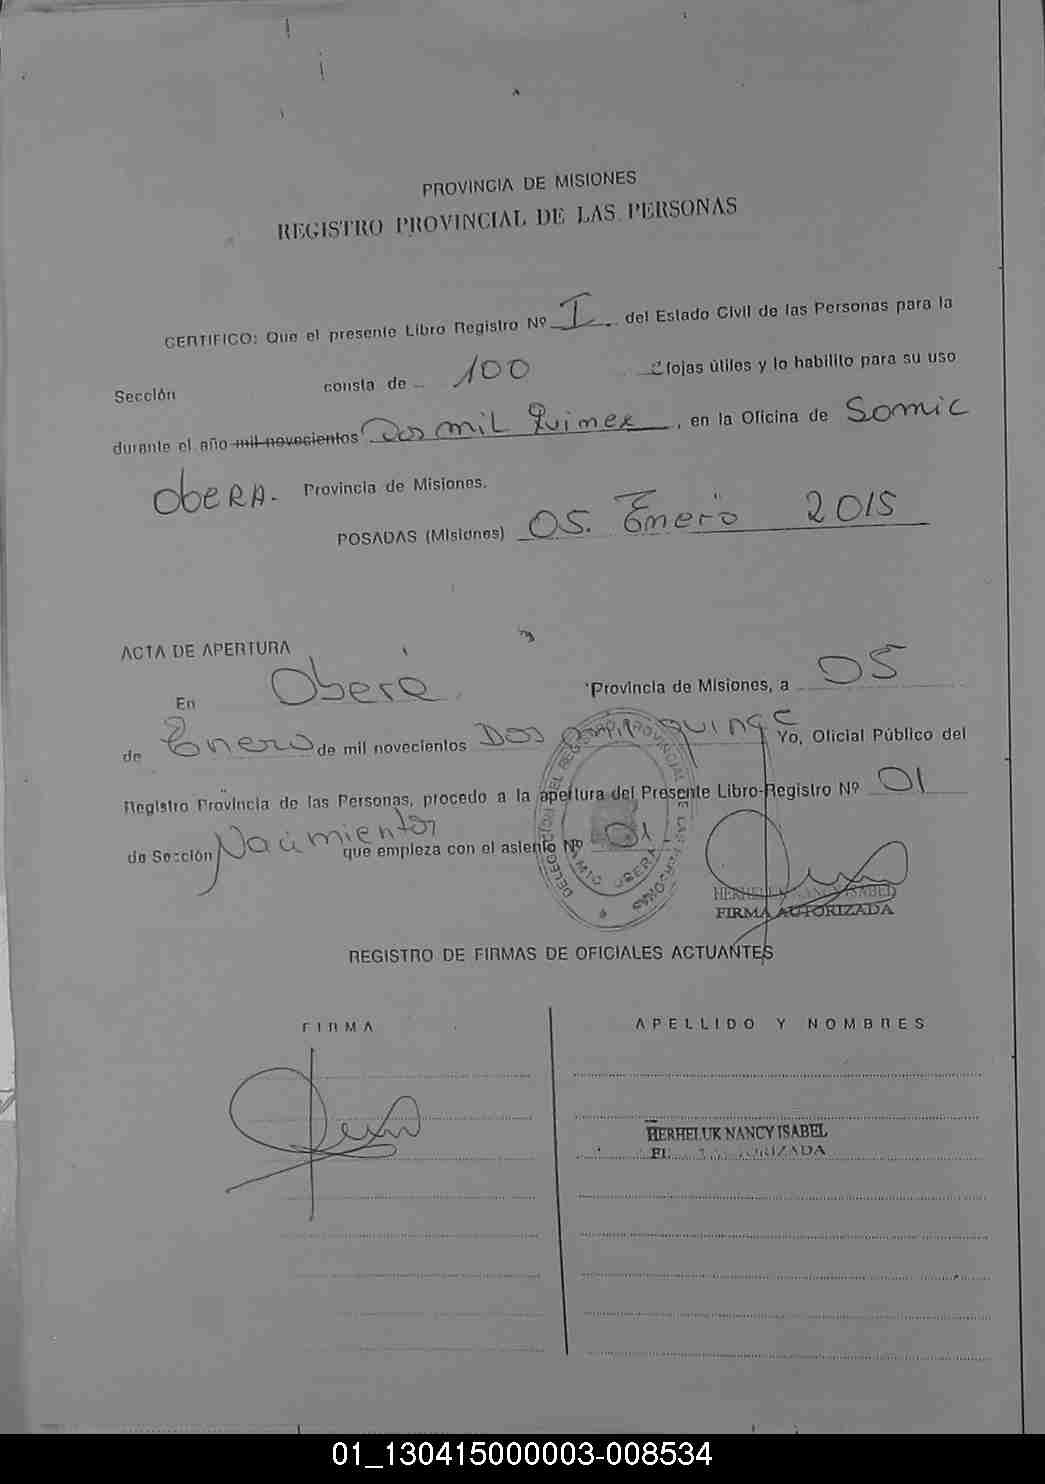 PROVINCIA DE MISIONES
REGISTRO PROVINCIAL DE LAS PERSONAS
CERTIFICO: Que el presente Libro Registro Nº I del Estado Civil de las Personas para la
Sección consta de 100 fojas útiles y lo habilito para su uso
durante el año mil novecientos Dos mil Quince, en la Oficina de Somic
Obera. Provincia de Misiones.
POSADAS (Misiones) 05. Enero 2015
ACTA DE APERTURA
En Oberá Provincia de Misiones, a 05
de Enero de mil novecientos Dos quince Yo, Oficial Público del
Registro Provincia de las Personas, procedo a la apertura del Presente Libro-Registro Nº 01
de Sección Nacimientos que empieza con el asiento Nº 01
HERHELUK NANCY ISABEL
FIRMA AUTORIZADA
REGISTRO DE FIRMAS DE OFICIALES ACTUANTES
FIRMA APELLIDO Y NOMBRES
HERHELUK NANCY ISABEL
01_130415000003-008534